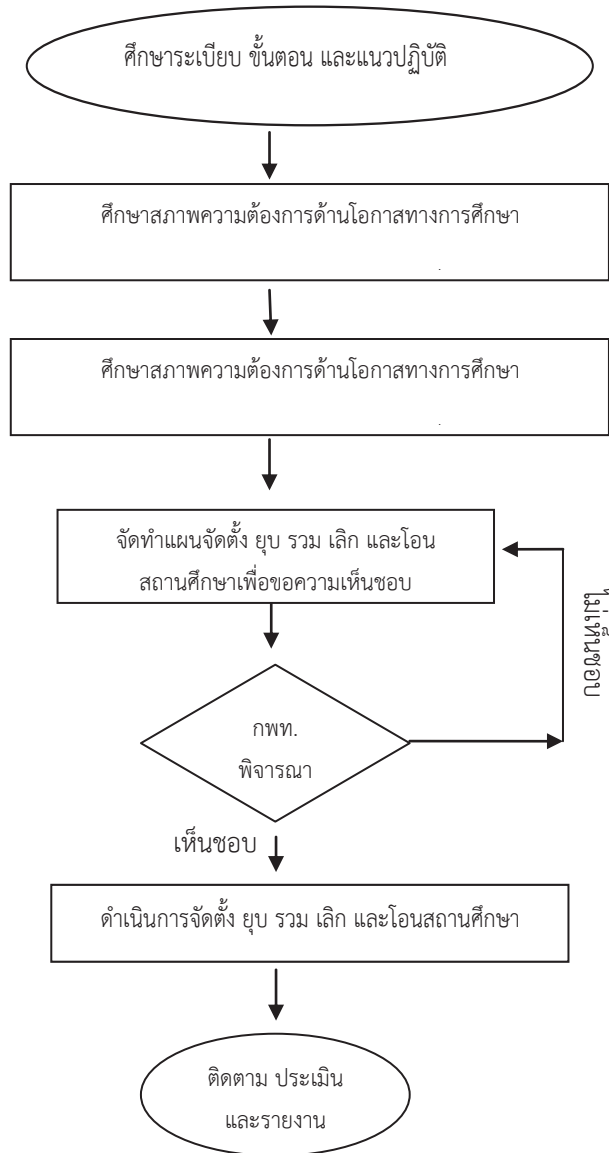 ศึกษาระเบียบ ขั้นตอน และแนวปฏิบัติ
ศึกษาสภาพความต้องการด้านโอกาสทางการศึกษา
ศึกษาสภาพความต้องการด้านโอกาสทางการศึกษา
จัดทำแผนจัดตั้ง ยุบ รวม เลิก และโอน
สถานศึกษาเพื่อขอความเห็นชอบ
ไม่เห็นชอบ
กพท.
พิจารณา
เห็นชอบ
ดำเนินการจัดตั้ง ยุบ รวม เลิก และโอนสถานศึกษา
ติดตาม ประเมิน
และรายงาน